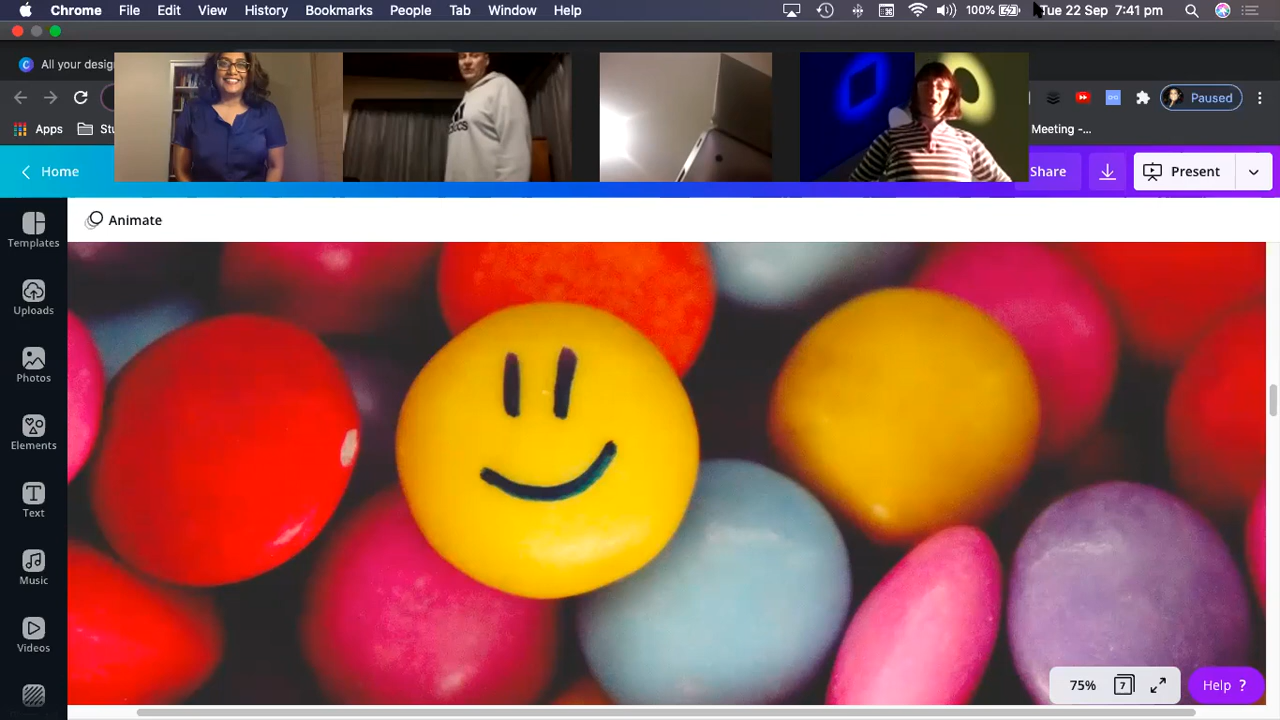 Chrome File Edit View History Bookmarks People Tab Window Help 100% Tue 22 Sep 7:41 pm
All your desig
Paused
Apps Stu Meeting -...
Home Share Present
Animate
Templates
Uploads
Photos
Elements
Text
Music
Videos
75% 7 Help ?